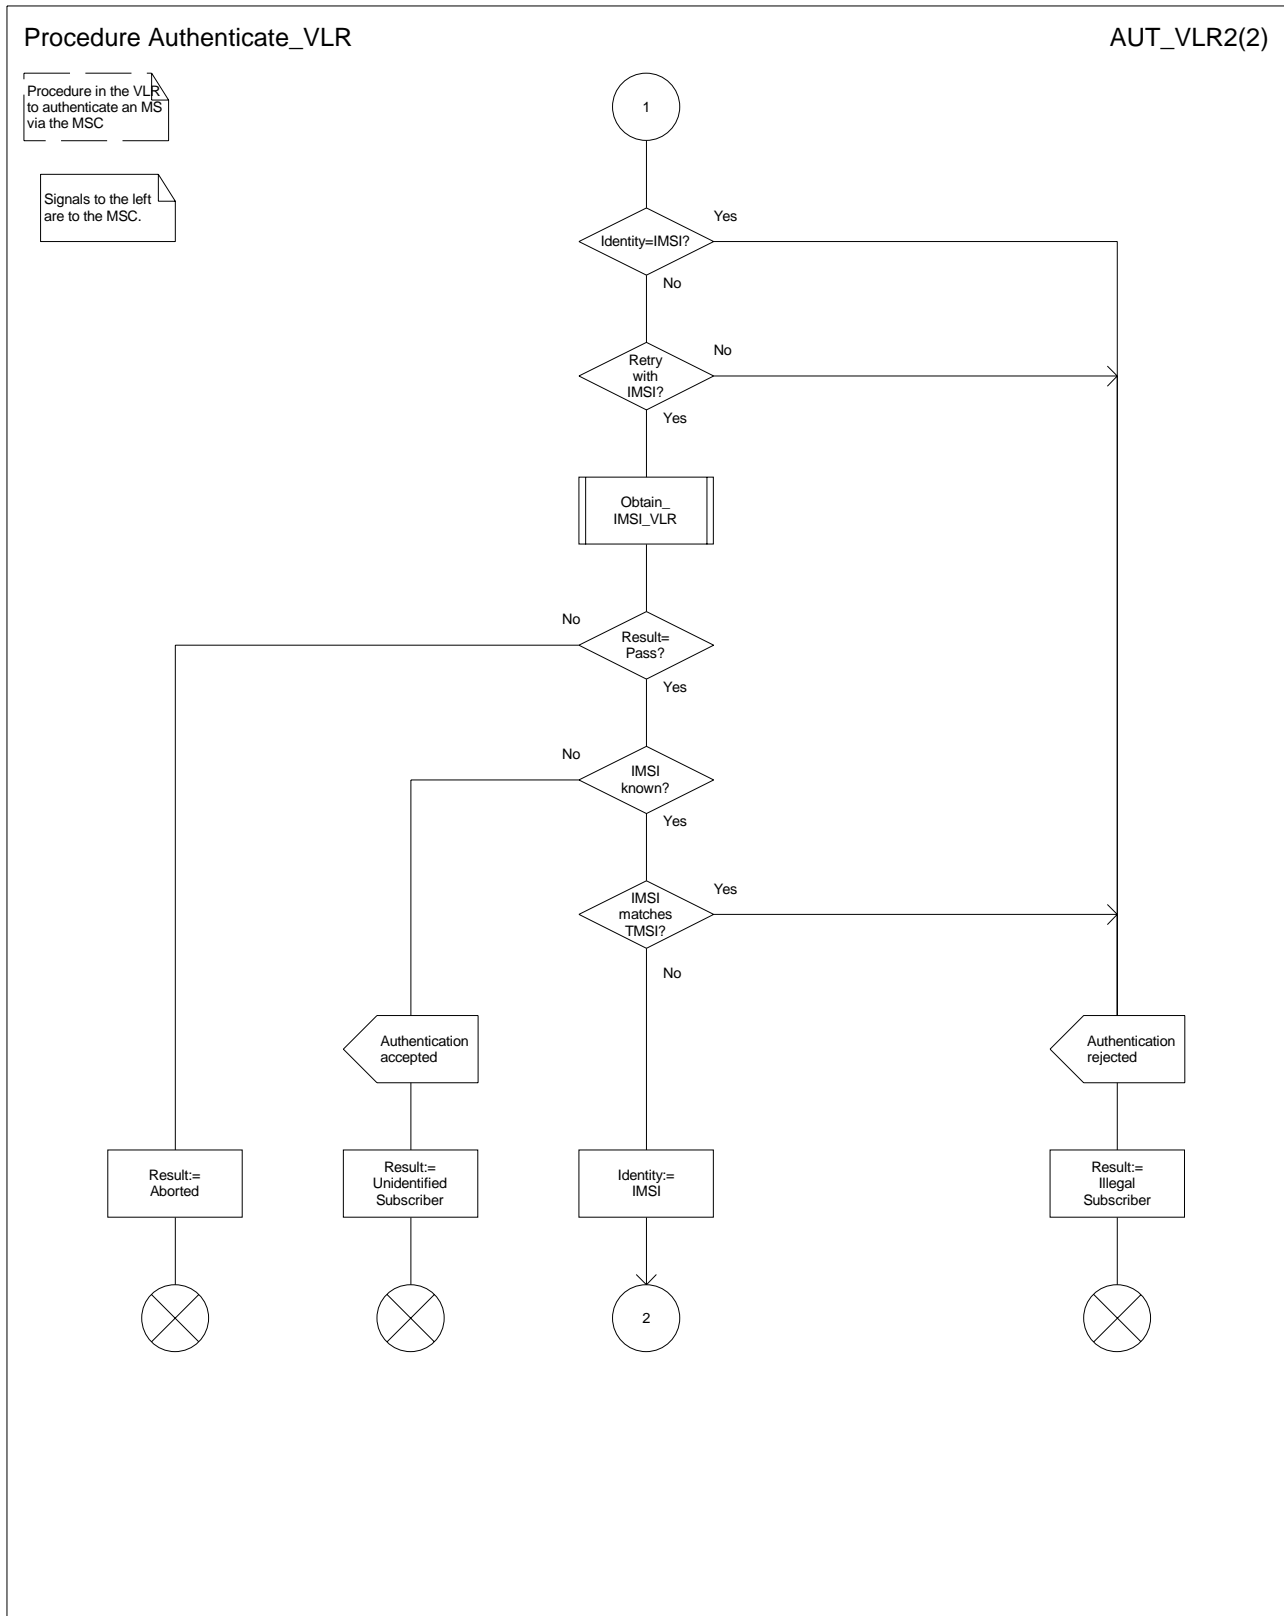 Procedure Authenticate_VLR
AUT_VLR2(2)
Procedure in the VLR
to authenticate an MS
via the MSC
1
Signals to the left
are to the MSC.
Yes
Identity=IMSI?
No
No
Retry
with
IMSI?
Yes
Obtain_
IMSI_VLR
No
Result=
Pass?
Yes
No
IMSI
known?
Yes
Yes
IMSI
matches
TMSI?
No
Authentication
accepted
Authentication
rejected
Result:=
Aborted
Result:=
Unidentified
Subscriber
Identity:=
IMSI
Result:=
Illegal
Subscriber
2